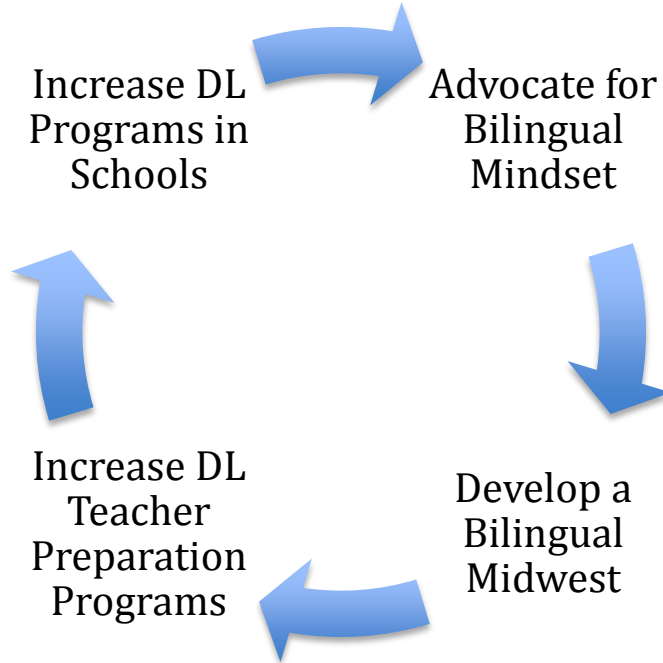 Increase DL
Programs in
Schools
Advocate for
Bilingual
Mindset
Develop a
Bilingual
Midwest
Increase DL
Teacher
Preparation
Programs